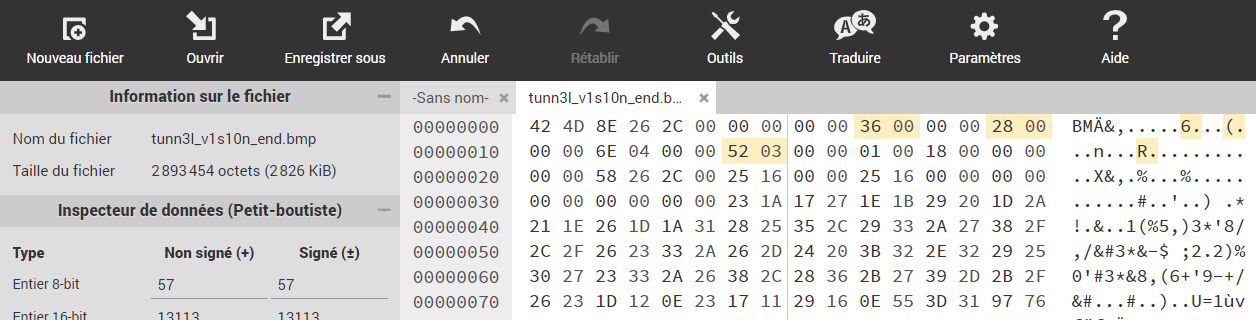 Nouveau fichier Ouvrir Enregistrer sous Annuler Rétablir Outils Traduire Paramètres Aide
Information sur le fichier
Nom du fichier tunn3l_v1s10n_end.bmp
Taille du fichier 2 893 454 octets (2 826 KiB)
Inspecteur de données (Petit-boutiste)
Type Non signé (+) Signé (±)
Entier 8-bit 57 57
Entier 16-bit 13113 13113
-Sans nom- × tunn3l_v1s10n_end.b... ×
00000000 42 4D 8E 26 2C 00 00 00 00 00 36 00 00 00 28 00 BMÄ&,.....6...(.
00000010 00 00 6E 04 00 00 52 03 00 00 01 00 18 00 00 00 ..n...R.........
00000020 00 00 58 26 2C 00 25 16 00 00 25 16 00 00 00 00 ..X&,.%...%.....
00000030 00 00 00 00 00 00 23 1A 17 27 1E 1B 29 20 1D 2A ......#..'..) .*
00000040 21 1E 26 1D 1A 31 28 25 35 2C 29 33 2A 27 38 2F !.&..1(%5,)3*'8/
00000050 2C 2F 26 23 33 2A 26 2D 24 20 3B 32 2E 32 29 25 ,/&#3*&-$ ;2.2)%
00000060 30 27 23 33 2A 26 38 2C 28 36 2B 27 39 2D 2B 2F 0'#3*&8,(6+'9-+/
00000070 26 23 1D 12 0E 23 17 11 29 16 0E 55 3D 31 97 76 &#...#..)..U=1ùv